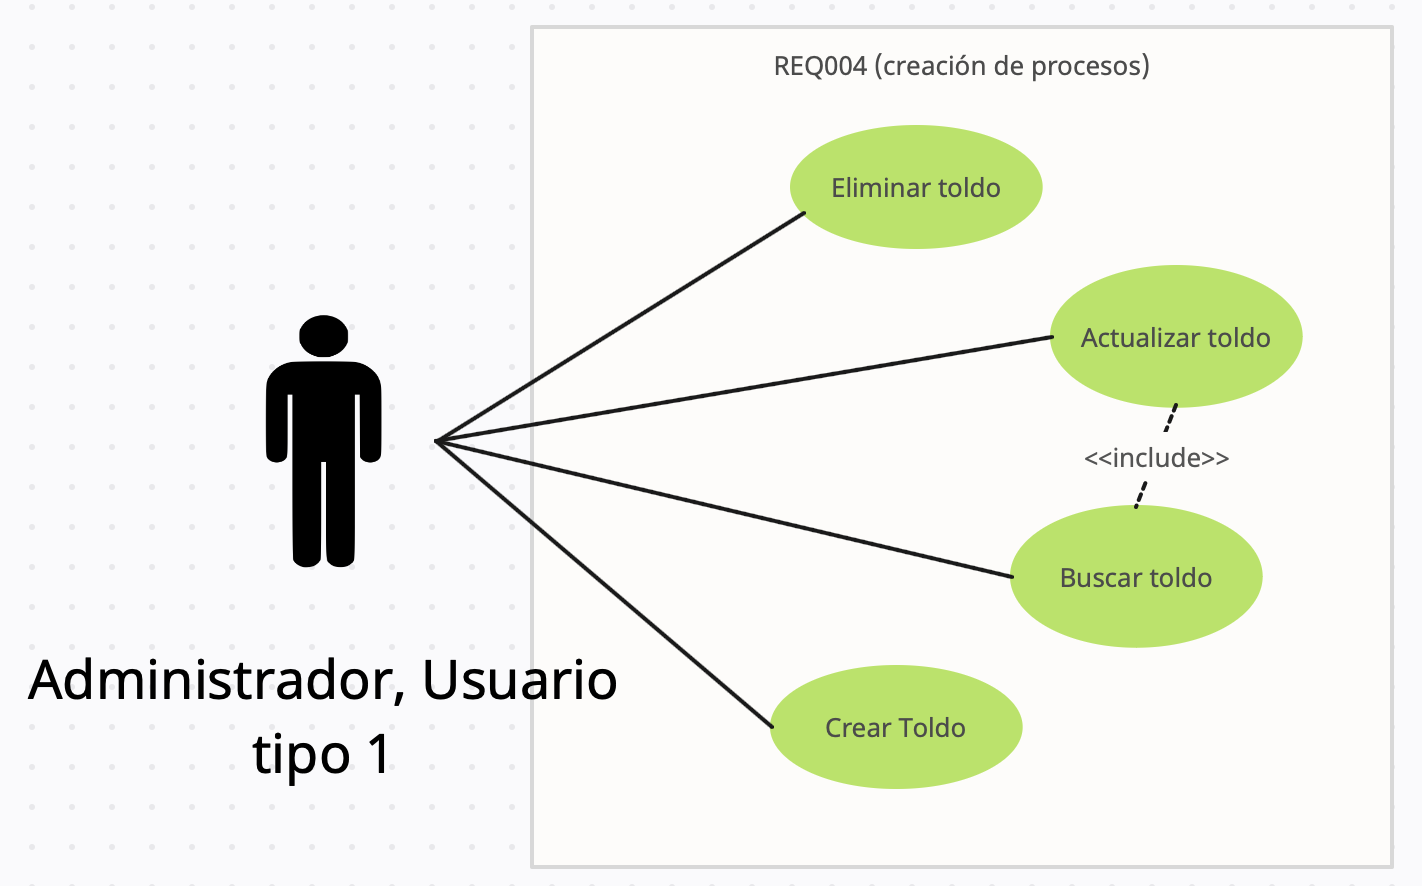 REQ004 (creación de procesos)
Eliminar toldo
Actualizar toldo
<<include>>
Buscar toldo
Administrador, Usuario
tipo 1
Crear Toldo